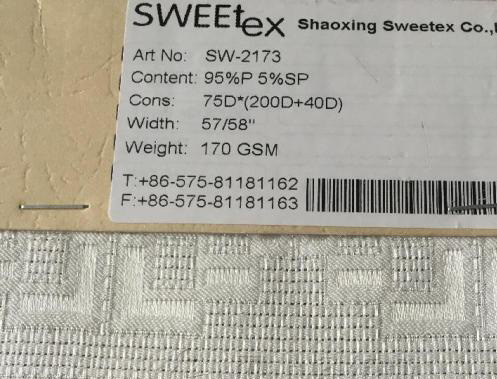 SWEEtex Shaoxing Sweetex Co.,
Art No: SW-2173
Content: 95%P 5%SP
Cons: 75D*(200D+40D)
Width: 57/58"
Weight: 170 GSM
T:+86-575-81181162
F:+86-575-81181163